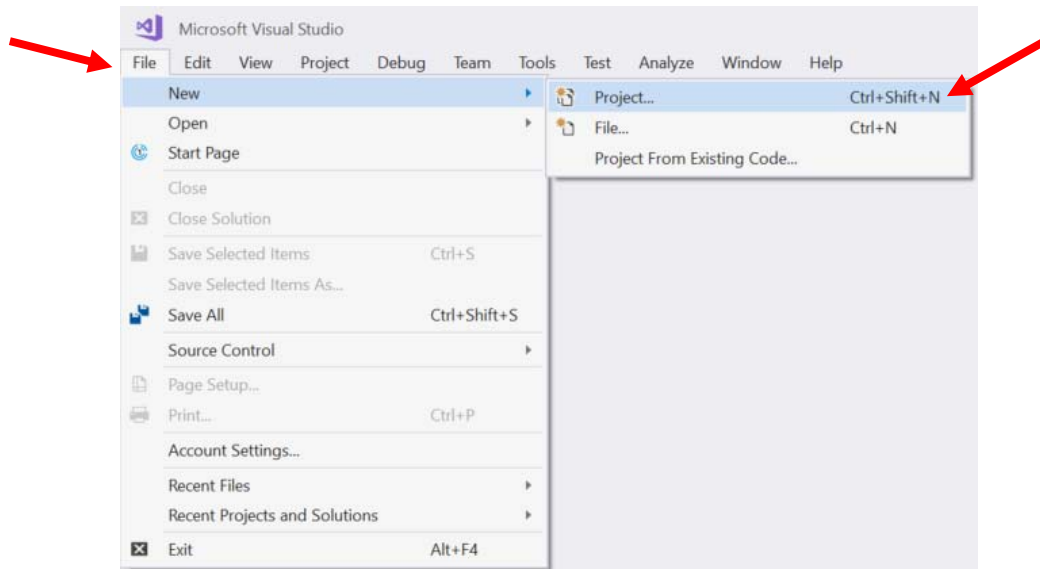 Microsoft Visual Studio
File Edit View Project Debug Team Tools Test Analyze Window Help
New
Project... Ctrl+Shift+N
Open
File... Ctrl+N
Start Page
Project From Existing Code...
Close
Close Solution
Save Selected Items Ctrl+S
Save Selected Items As...
Save All Ctrl+Shift+S
Source Control
Page Setup...
Print... Ctrl+P
Account Settings...
Recent Files
Recent Projects and Solutions
Exit Alt+F4